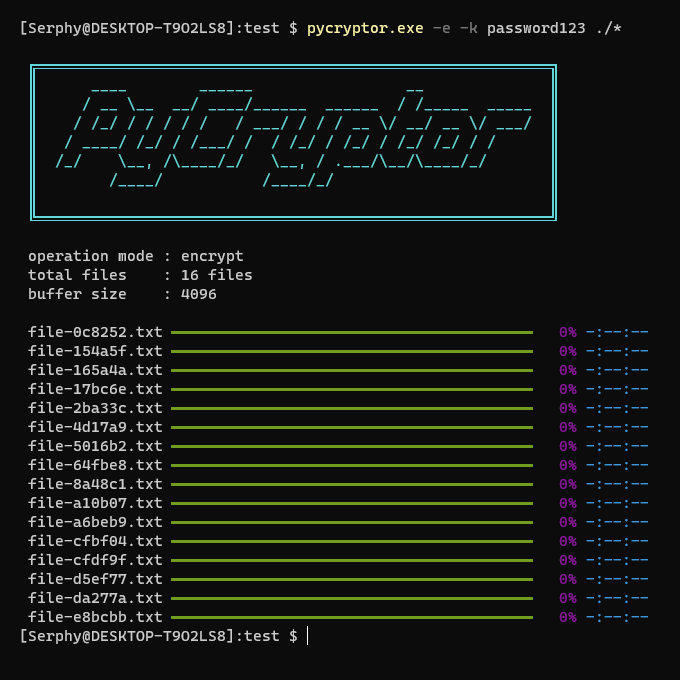 [Serphy@DESKTOP-T9O2LS8]:test $ pycryptor.exe -e -k password123 ./*
PyCryptor
operation mode : encrypt
total files    : 16 files
buffer size    : 4096
file-0c8252.txt 0% -:--:--
file-154a5f.txt 0% -:--:--
file-165a4a.txt 0% -:--:--
file-17bc6e.txt 0% -:--:--
file-2ba33c.txt 0% -:--:--
file-4d17a9.txt 0% -:--:--
file-5016b2.txt 0% -:--:--
file-64fbe8.txt 0% -:--:--
file-8a48c1.txt 0% -:--:--
file-a10b07.txt 0% -:--:--
file-a6beb9.txt 0% -:--:--
file-cfbf04.txt 0% -:--:--
file-cfdf9f.txt 0% -:--:--
file-d5ef77.txt 0% -:--:--
file-da277a.txt 0% -:--:--
file-e8bcbb.txt 0% -:--:--
[Serphy@DESKTOP-T9O2LS8]:test $